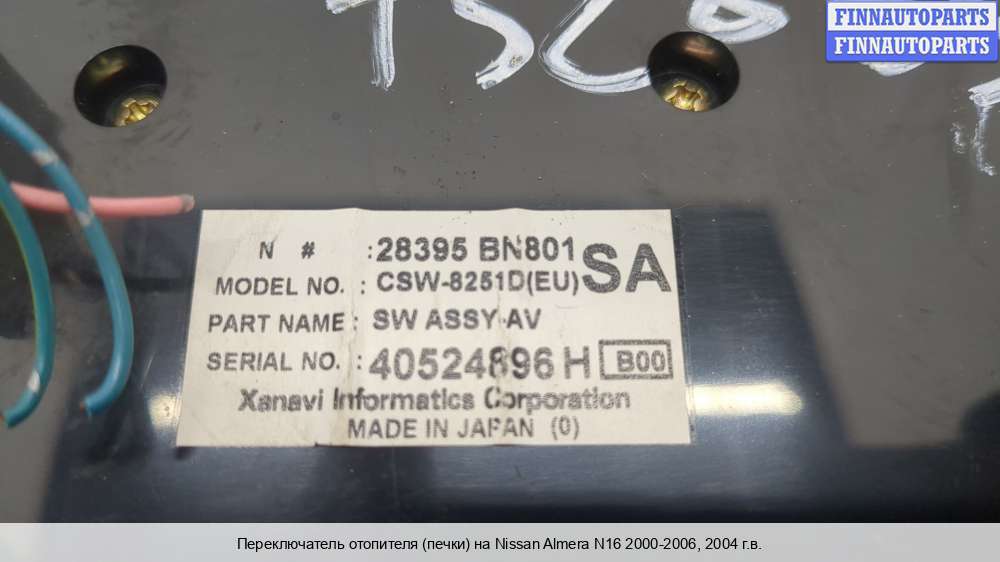 FINNAUTOPARTS
FINNAUTOPARTS
N # :28395 BN801 SA
MODEL NO. : CSW-8251D(EU)
PART NAME : SW ASSY-AV
SERIAL NO. : 40524896 H B00
Xanavi Informatics Corporation
MADE IN JAPAN (0)
Переключатель отопителя (печки) на Nissan Almera N16 2000-2006, 2004 г.в.